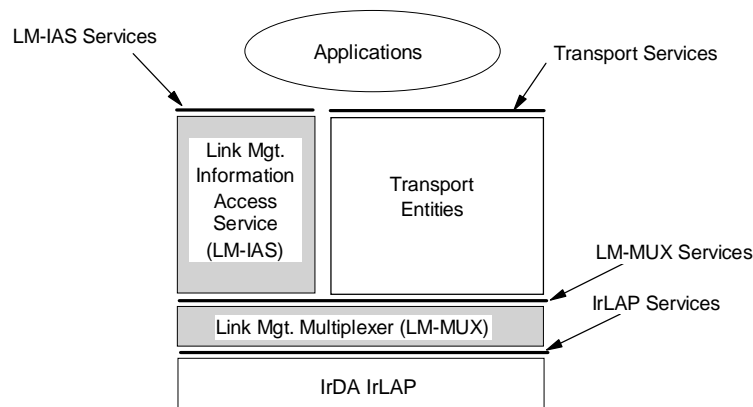 LM-IAS Services
Applications
Transport Services
Link Mgt.
Information
Access
Service
(LM-IAS)
Transport
Entities
LM-MUX Services
IrLAP Services
Link Mgt. Multiplexer (LM-MUX)
IrDA IrLAP